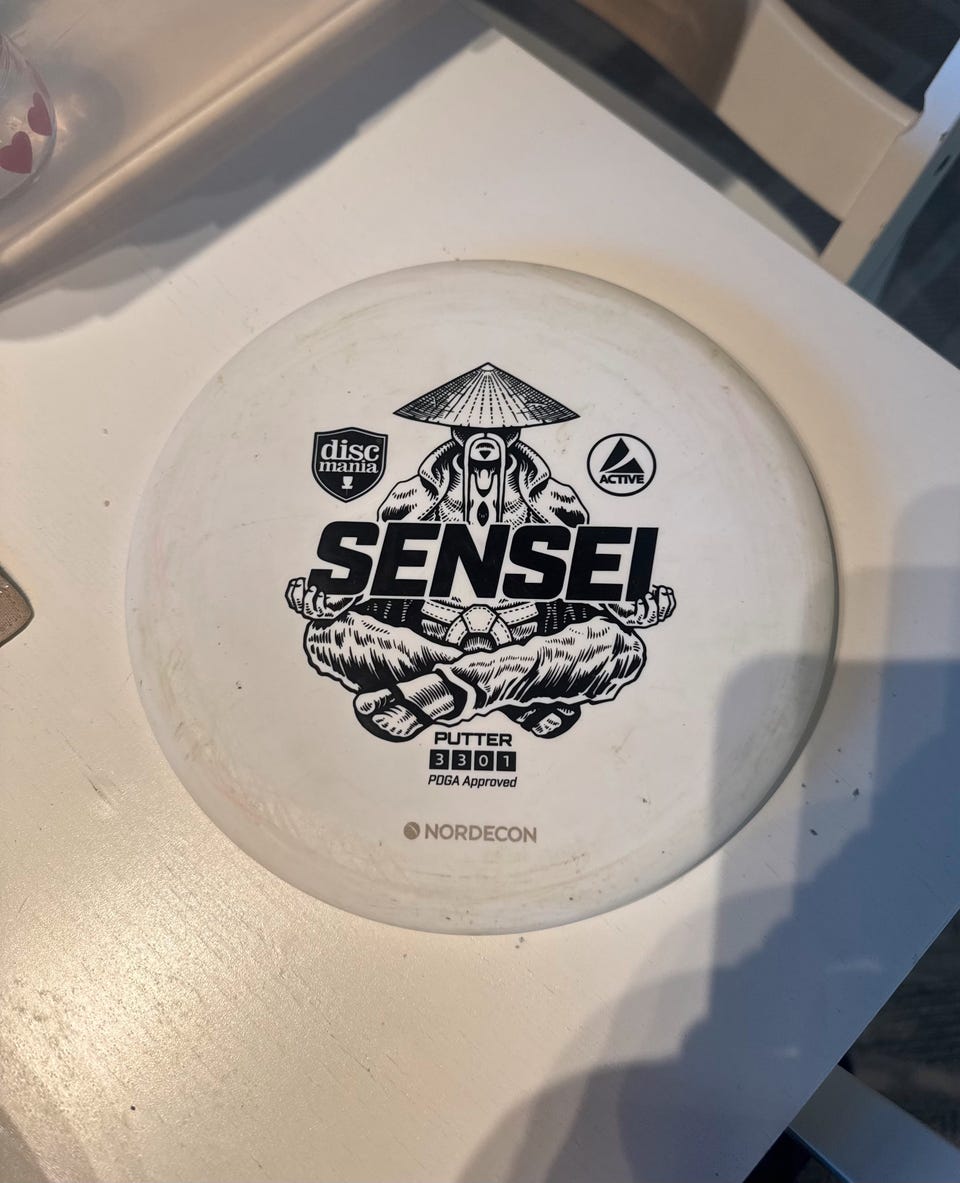 disc
mania
ACTIVE
SENSEI
PUTTER
3 3 0 1
PDGA Approved
NORDECON